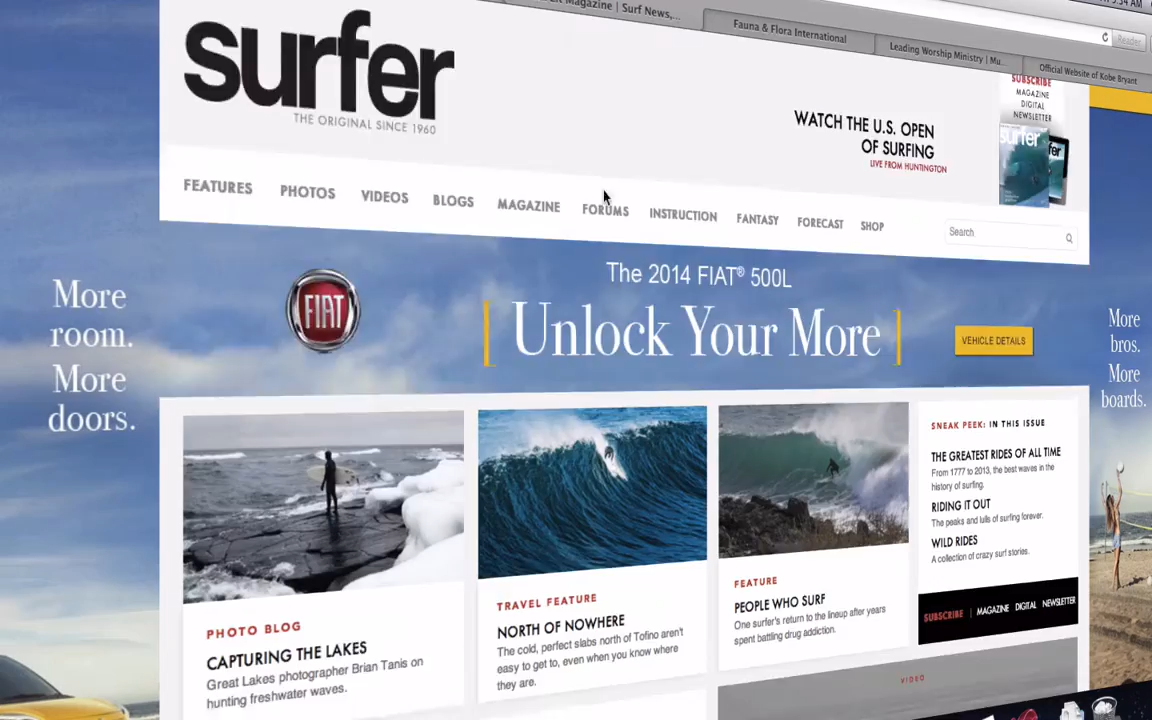 Magazine | Surf News,...
Fauna & Flora International
Leading Worship Ministry | Mu...
Official Website of Kobe Bryant
Reader
surfer
THE ORIGINAL SINCE 1960
WATCH THE U.S. OPEN
OF SURFING
LIVE FROM HUNTINGTON
SUBSCRIBE
MAGAZINE
DIGITAL
NEWSLETTER
surfer
FEATURES
PHOTOS
VIDEOS
BLOGS
MAGAZINE
FORUMS
INSTRUCTION
FANTASY
FORECAST
SHOP
Search
More
room.
More
doors.
FIAT
The 2014 FIAT® 500L
[ Unlock Your More ]
VEHICLE DETAILS
More
bros.
More
boards.
PHOTO BLOG
CAPTURING THE LAKES
Great Lakes photographer Brian Tanis on
hunting freshwater waves.
TRAVEL FEATURE
NORTH OF NOWHERE
The cold, perfect slabs north of Tofino aren't
easy to get to, even when you know where
they are.
FEATURE
PEOPLE WHO SURF
One surfer's return to the lineup after years
spent battling drug addiction.
SNEAK PEEK: IN THIS ISSUE
THE GREATEST RIDES OF ALL TIME
From 1777 to 2013, the best waves in the
history of surfing.
RIDING IT OUT
The peaks and lulls of surfing forever.
WILD RIDES
A collection of crazy surf stories.
SUBSCRIBE | MAGAZINE DIGITAL NEWSLETTER
VIDEO